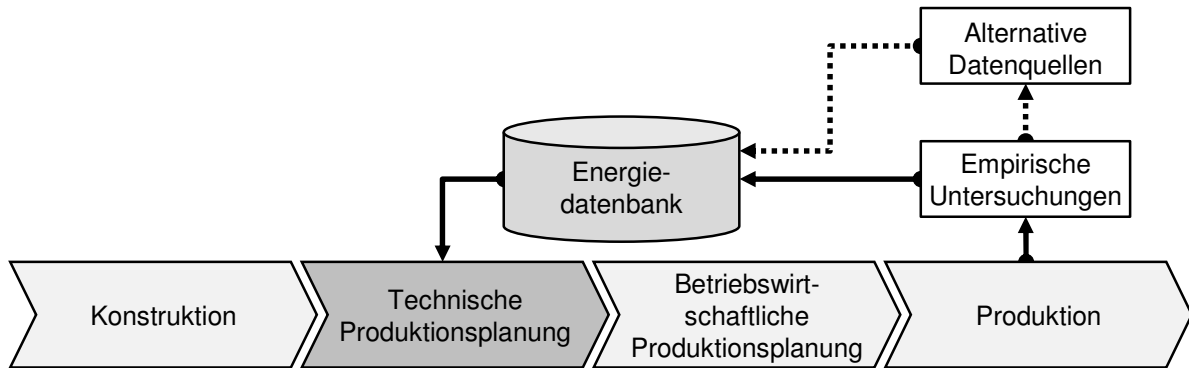 Alternative
Datenquellen
Empirische
Untersuchungen
Energie-
datenbank
Konstruktion
Technische
Produktionsplanung
Betriebswirt-
schaftliche
Produktionsplanung
Produktion